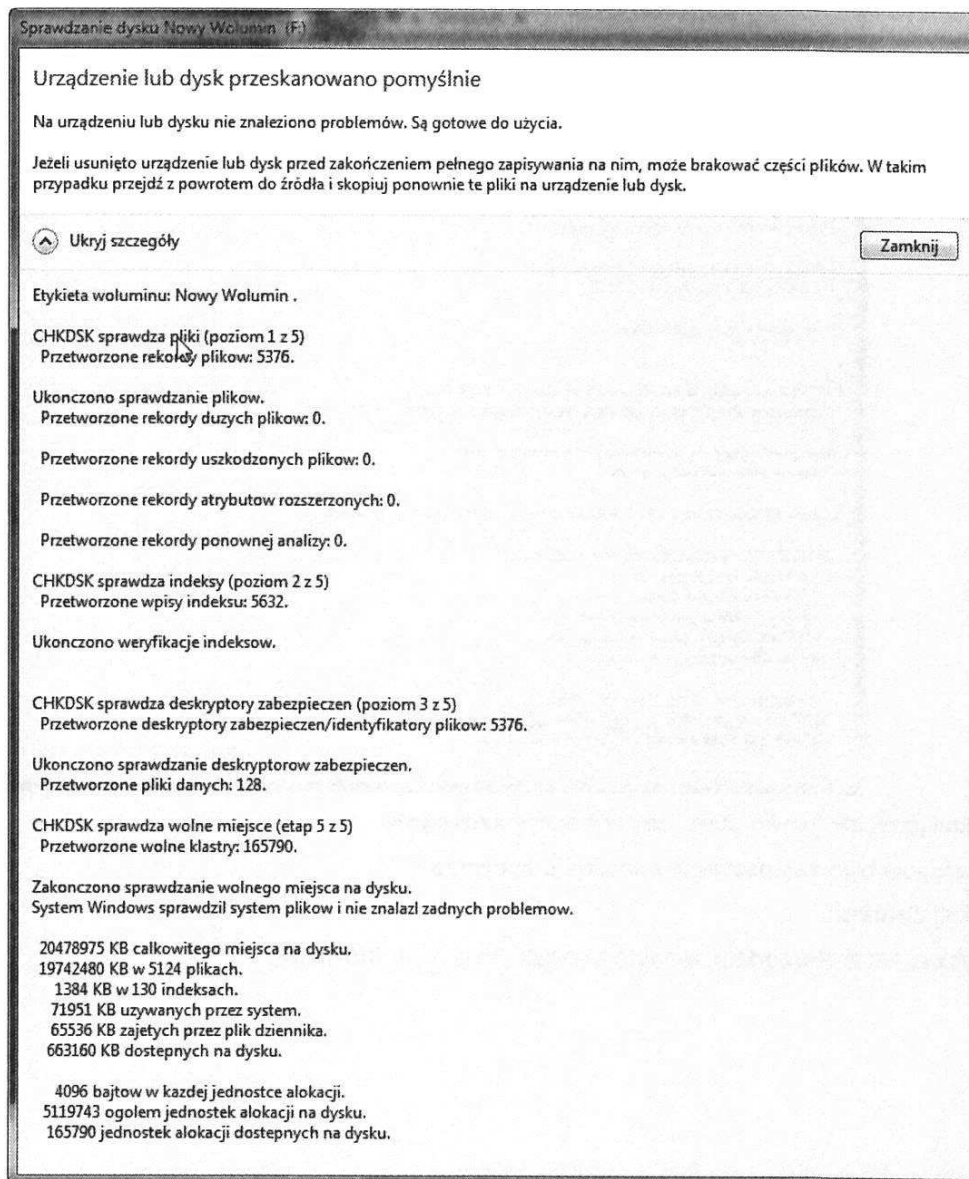 Sprawdzanie dysku Nowy Wolumin (F:)
Urządzenie lub dysk przeskanowano pomyślnie
Na urządzeniu lub dysku nie znaleziono problemów. Są gotowe do użycia.
Jeżeli usunięto urządzenie lub dysk przed zakończeniem pełnego zapisywania na nim, może brakować części plików. W takim
przypadku przejdź z powrotem do źródła i skopiuj ponownie te pliki na urządzenie lub dysk.
Ukryj szczegóły
Zamknij
Etykieta woluminu: Nowy Wolumin .
CHKDSK sprawdza pliki (poziom 1 z 5)
Przetworzone rekordy plikow: 5376.
Ukonczono sprawdzanie plikow.
Przetworzone rekordy duzych plikow: 0.
Przetworzone rekordy uszkodzonych plikow: 0.
Przetworzone rekordy atrybutow rozszerzonych: 0.
Przetworzone rekordy ponownej analizy: 0.
CHKDSK sprawdza indeksy (poziom 2 z 5)
Przetworzone wpisy indeksu: 5632.
Ukonczono weryfikacje indeksow.
CHKDSK sprawdza deskryptory zabezpieczen (poziom 3 z 5)
Przetworzone deskryptory zabezpieczen/identyfikatory plikow: 5376.
Ukonczono sprawdzanie deskryptorow zabezpieczen.
Przetworzone pliki danych: 128.
CHKDSK sprawdza wolne miejsce (etap 5 z 5)
Przetworzone wolne klastry: 165790.
Zakonczono sprawdzanie wolnego miejsca na dysku.
System Windows sprawdzil system plikow i nie znalazl zadnych problemow.
20478975 KB calkowitego miejsca na dysku.
19742480 KB w 5124 plikach.
1384 KB w 130 indeksach.
71951 KB uzywanych przez system.
65536 KB zajetych przez plik dziennika.
663160 KB dostepnych na dysku.
4096 bajtow w kazdej jednostce alokacji.
5119743 ogolem jednostek alokacji na dysku.
165790 jednostek alokacji dostepnych na dysku.